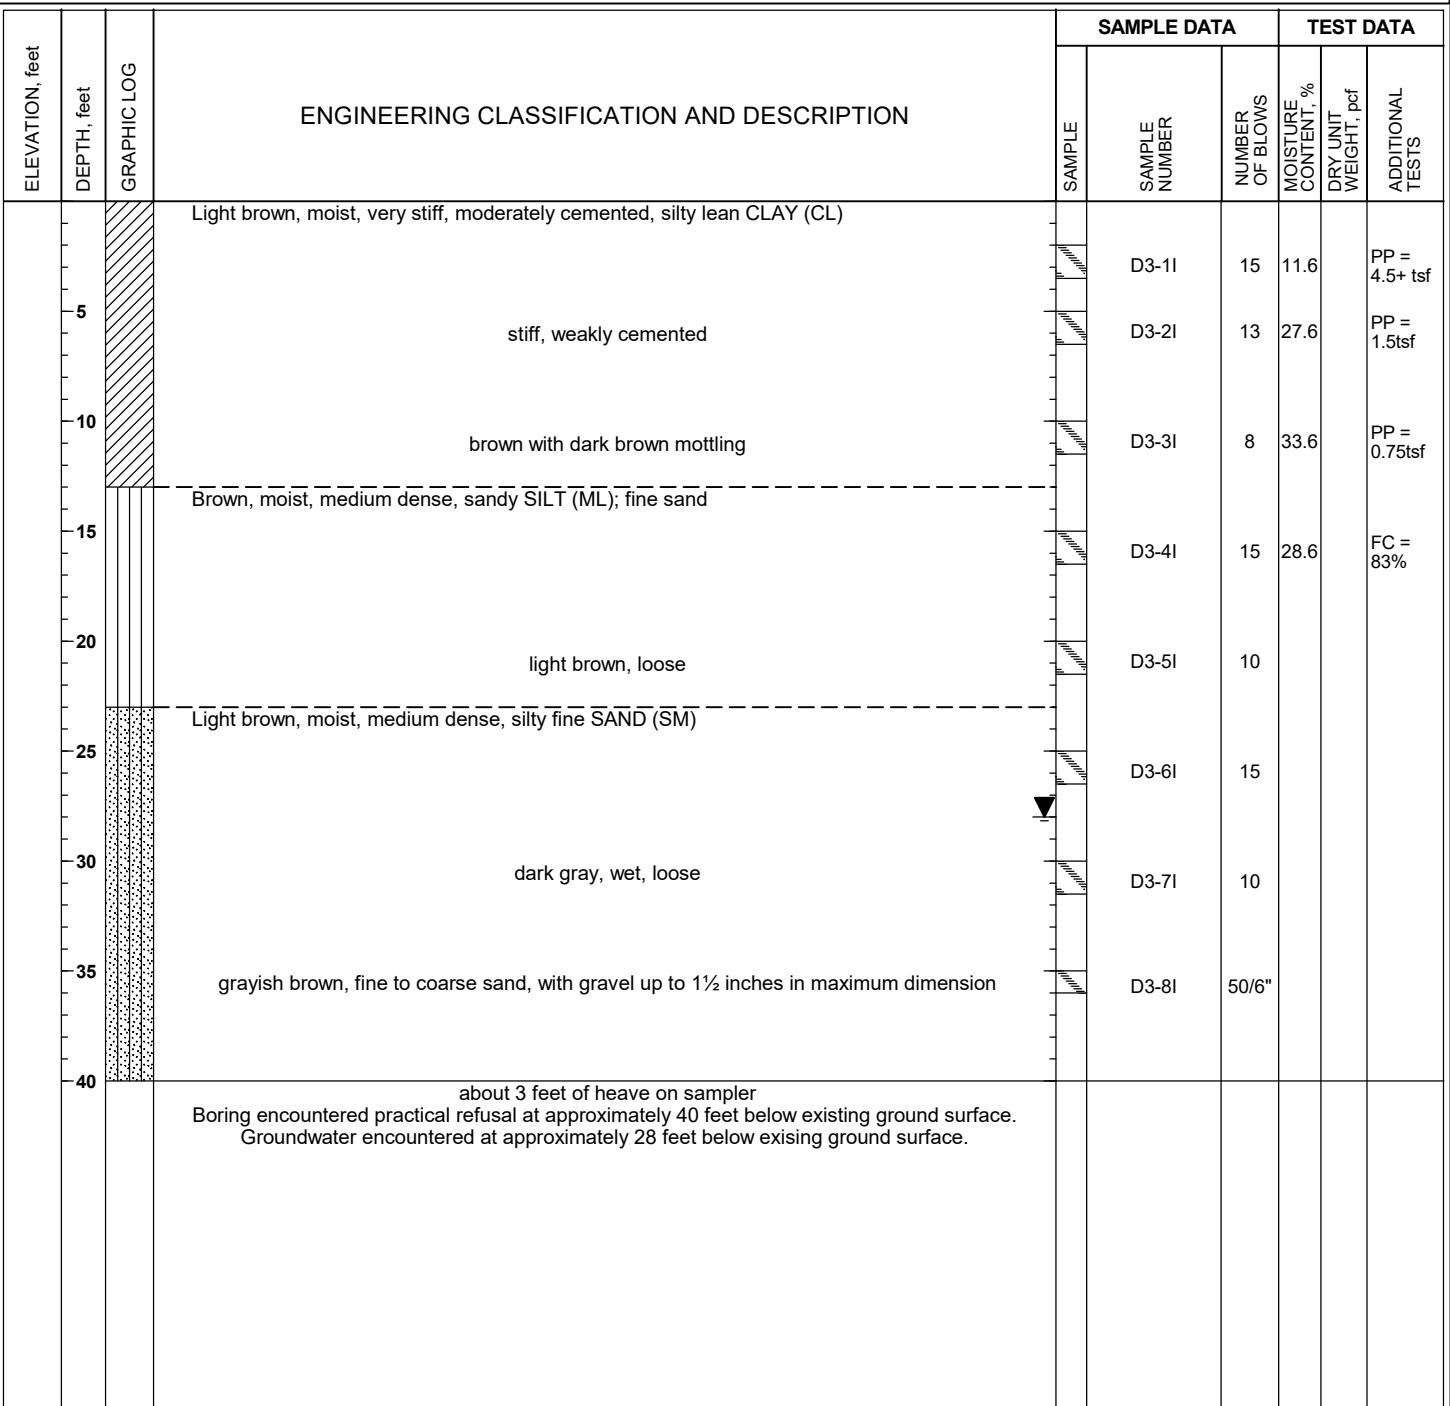 SAMPLE DATA
TEST DATA
ELEVATION, feet
DEPTH, feet
GRAPHIC LOG
ENGINEERING CLASSIFICATION AND DESCRIPTION
SAMPLE
SAMPLE
NUMBER
NUMBER
OF BLOWS
MOISTURE
CONTENT, %
DRY UNIT
WEIGHT, pcf
ADDITIONAL
TESTS
Light brown, moist, very stiff, moderately cemented, silty lean CLAY (CL)
D3-1I 15 11.6 PP =
4.5+ tsf
5
stiff, weakly cemented
D3-2I 13 27.6 PP =
1.5tsf
10
brown with dark brown mottling
D3-3I 8 33.6 PP =
0.75tsf
Brown, moist, medium dense, sandy SILT (ML); fine sand
15
D3-4I 15 28.6 FC =
83%
20
light brown, loose
D3-5I 10
Light brown, moist, medium dense, silty fine SAND (SM)
25
D3-6I 15
30
dark gray, wet, loose
D3-7I 10
35
grayish brown, fine to coarse sand, with gravel up to 1½ inches in maximum dimension
D3-8I 50/6"
40
about 3 feet of heave on sampler
Boring encountered practical refusal at approximately 40 feet below existing ground surface.
Groundwater encountered at approximately 28 feet below exising ground surface.